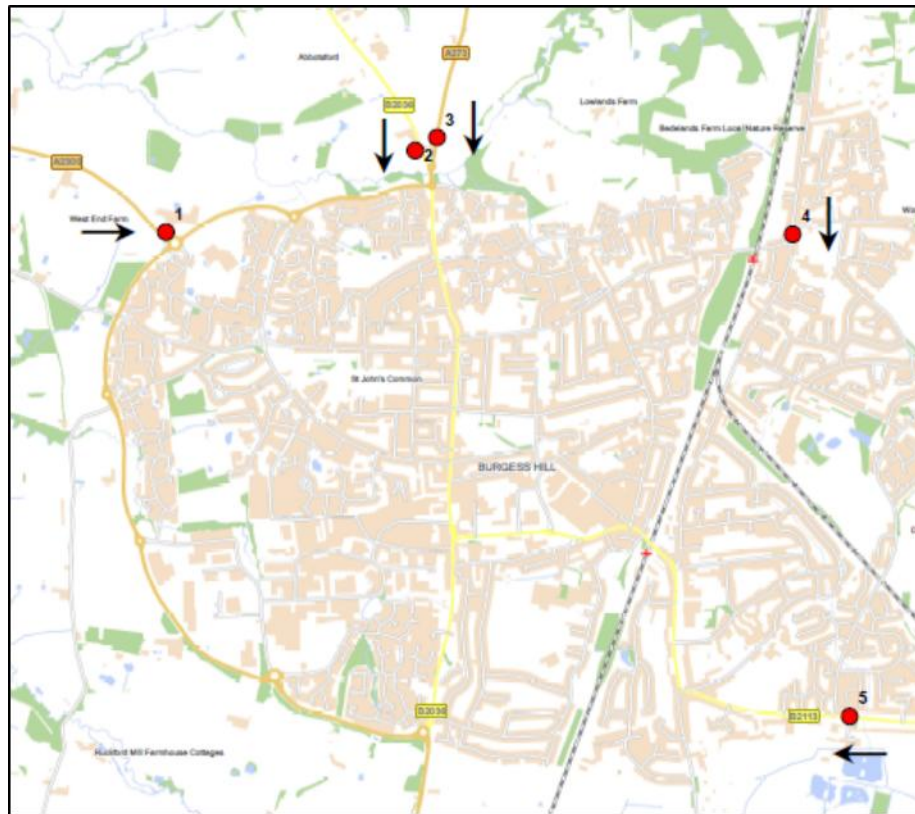 Abbotsford
A273
B2036
Lowlands Farm
Bedelands Farm Local Nature Reserve
3
2
A2300
West End Farm
1
4
St John's Common
BURGESS HILL
5
B2036
B2113
Ruckford Mill Farmhouse Cottages